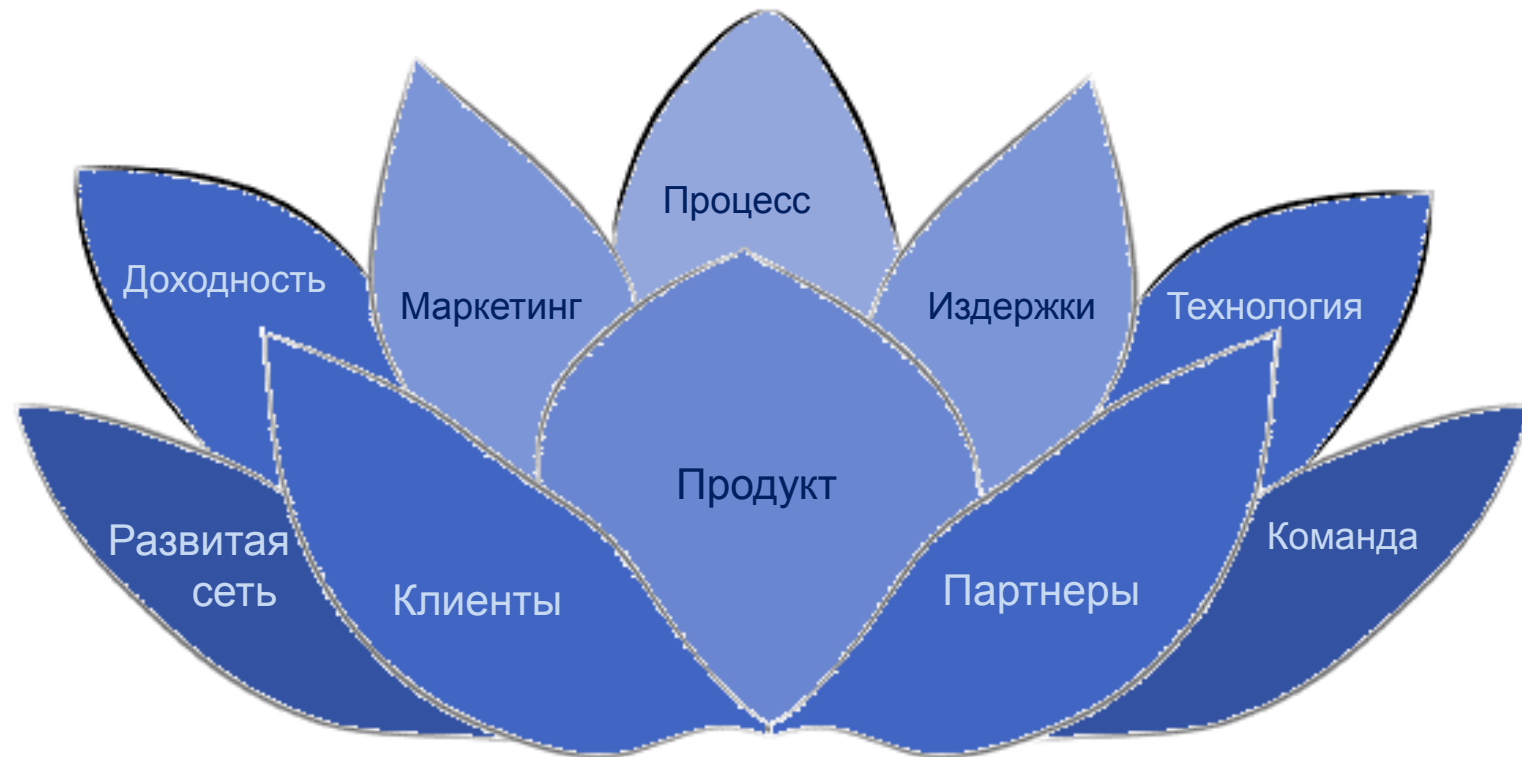 Процесс
Доходность
Маркетинг
Издержки
Технология
Продукт
Развитая
сеть
Клиенты
Партнеры
Команда